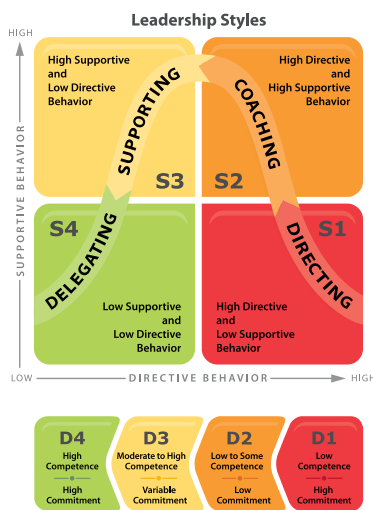 Leadership Styles
HIGH
High Supportive
and
Low Directive
Behavior
High Directive
and
High Supportive
Behavior
SUPPORTING
COACHING
S3
S2
S4
S1
DELEGATING
DIRECTING
Low Supportive
and
Low Directive
Behavior
High Directive
and
Low Supportive
Behavior
SUPPORTIVE BEHAVIOR
LOW
DIRECTIVE BEHAVIOR
HIGH
D4
High
Competence
High
Commitment
D3
Moderate to High
Competence
Variable
Commitment
D2
Low to Some
Competence
Low
Commitment
D1
Low
Competence
High
Commitment